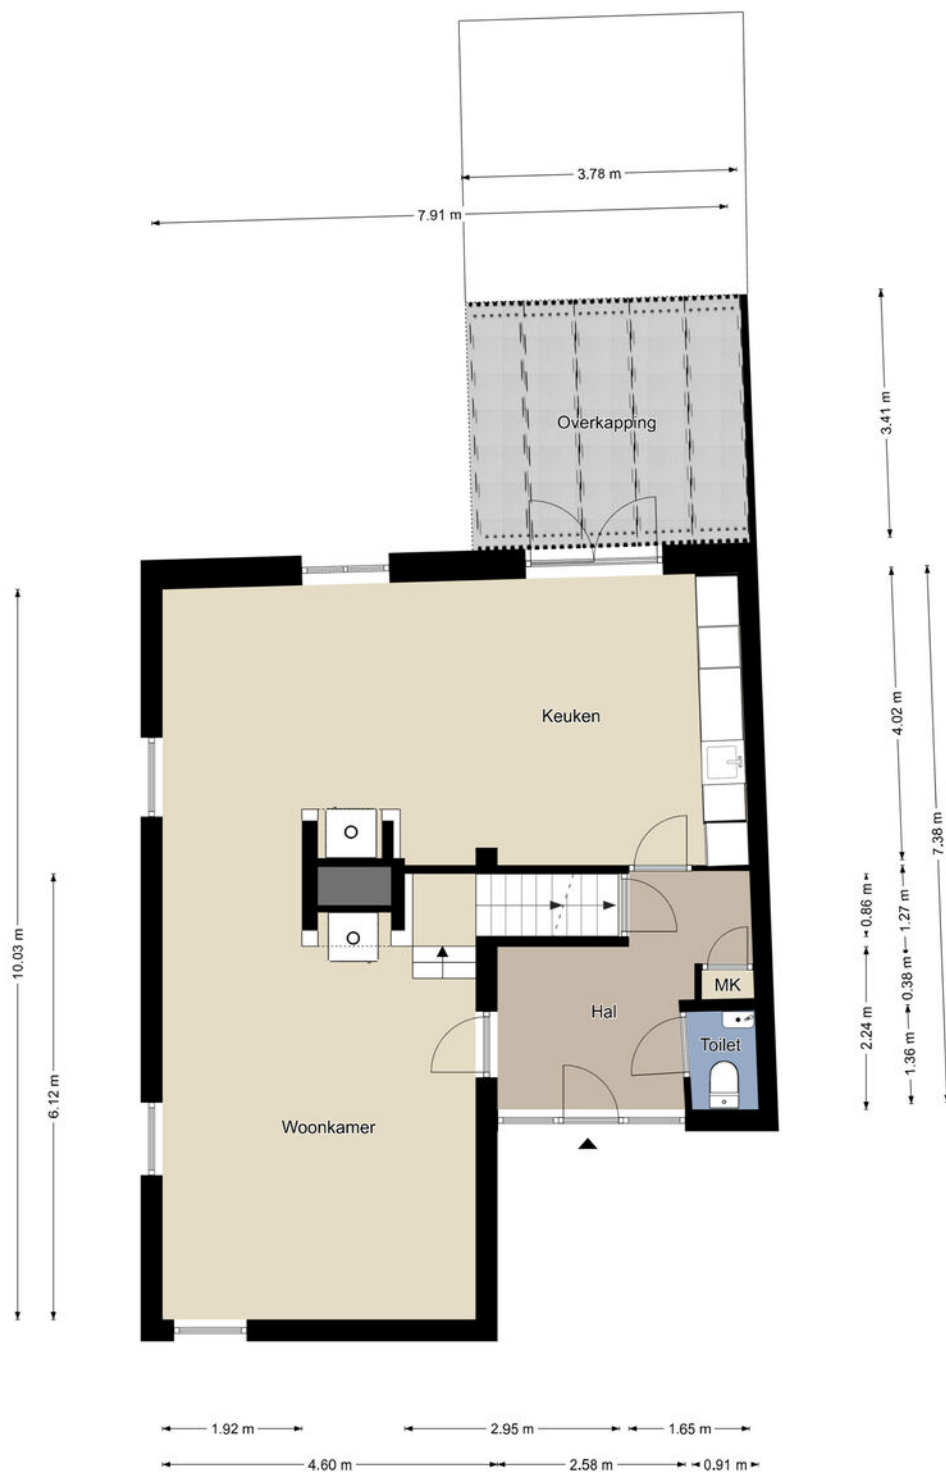 3.78 m
7.91 m
3.41 m
Overkapping
4.02 m
Keuken
7.38 m
10.03 m
6.12 m
0.86 m
1.27 m
0.38 m
2.24 m
1.36 m
MK
Hal
Toilet
Woonkamer
1.92 m
2.95 m
1.65 m
4.60 m
2.58 m
0.91 m